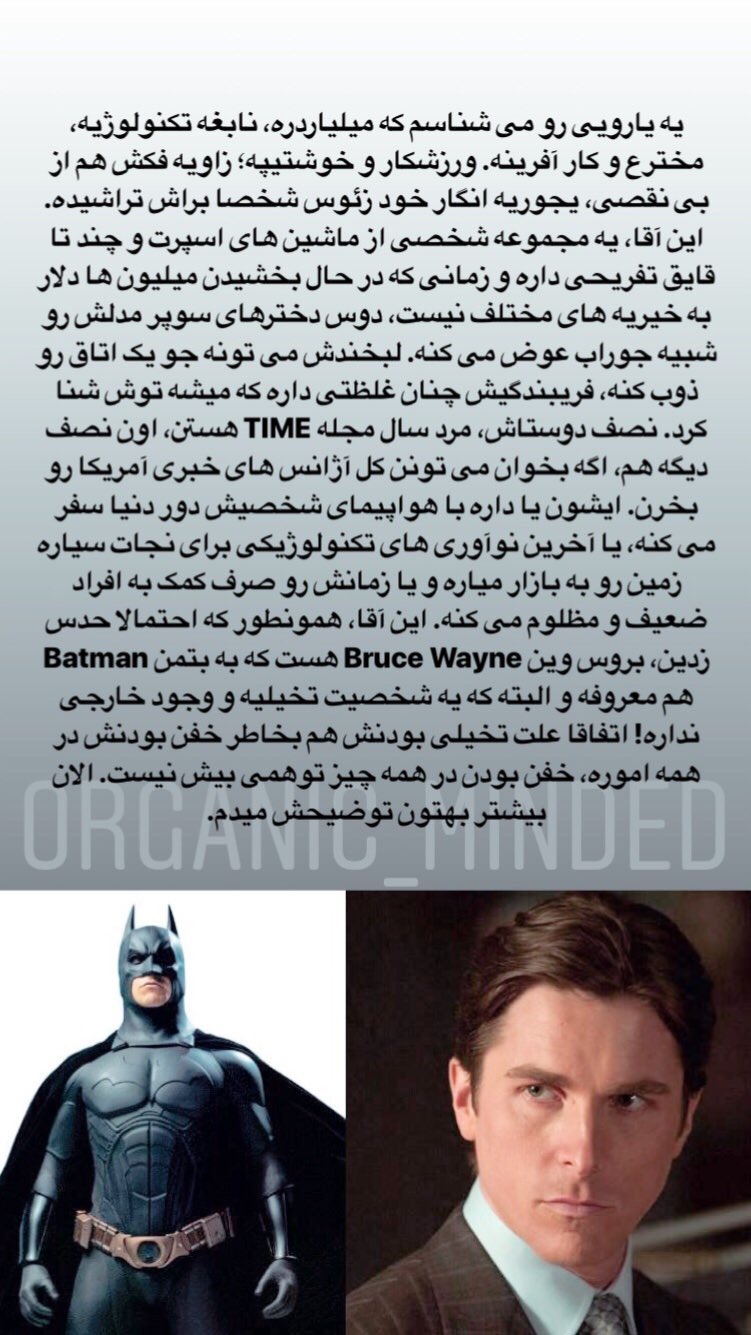 یه یارویی رو می شناسم که میلیاردره، نابغه تکنولوژیه،
مخترع و کار آفرینه. ورزشکار و خوشتیپه؛ زاویه فکش هم از
بی نقصی، یجوریه انگار خود زئوس شخصا براش تراشیده.
این آقا، یه مجموعه شخصی از ماشین های اسپرت و چند تا
قایق تفریحی داره و زمانی که در حال بخشیدن میلیون ها دلار
به خیریه های مختلف نیست، دوس دخترهای سوپر مدلش رو
شبیه جوراب عوض می کنه. لبخندش می تونه جو یک اتاق رو
ذوب کنه، فریبندگیش چنان غلظتی داره که میشه توش شنا
کرد. نصف دوستاش، مرد سال مجله TIME هستن، اون نصف
دیگه هم، اگه بخوان می تونن کل آژانس های خبری آمریکا رو
بخرن. ایشون یا داره با هواپیمای شخصیش دور دنیا سفر
می کنه، یا آخرین نوآوری های تکنولوژیکی برای نجات سیاره
زمین رو به بازار میاره و یا زمانش رو صرف کمک به افراد
ضعیف و مظلوم می کنه. این آقا، همونطور که احتمالا حدس
زدین، بروس وین Bruce Wayne هست که به بتمن Batman
هم معروفه و البته که یه شخصیت تخیلیه و وجود خارجی
نداره! اتفاقا علت تخیلی بودنش هم بخاطر خفن بودنش در
همه اموره، خفن بودن در همه چیز توهمی بیش نیست. الان
بیشتر بهتون توضیحش میدم.
ORGANIC_MINDED